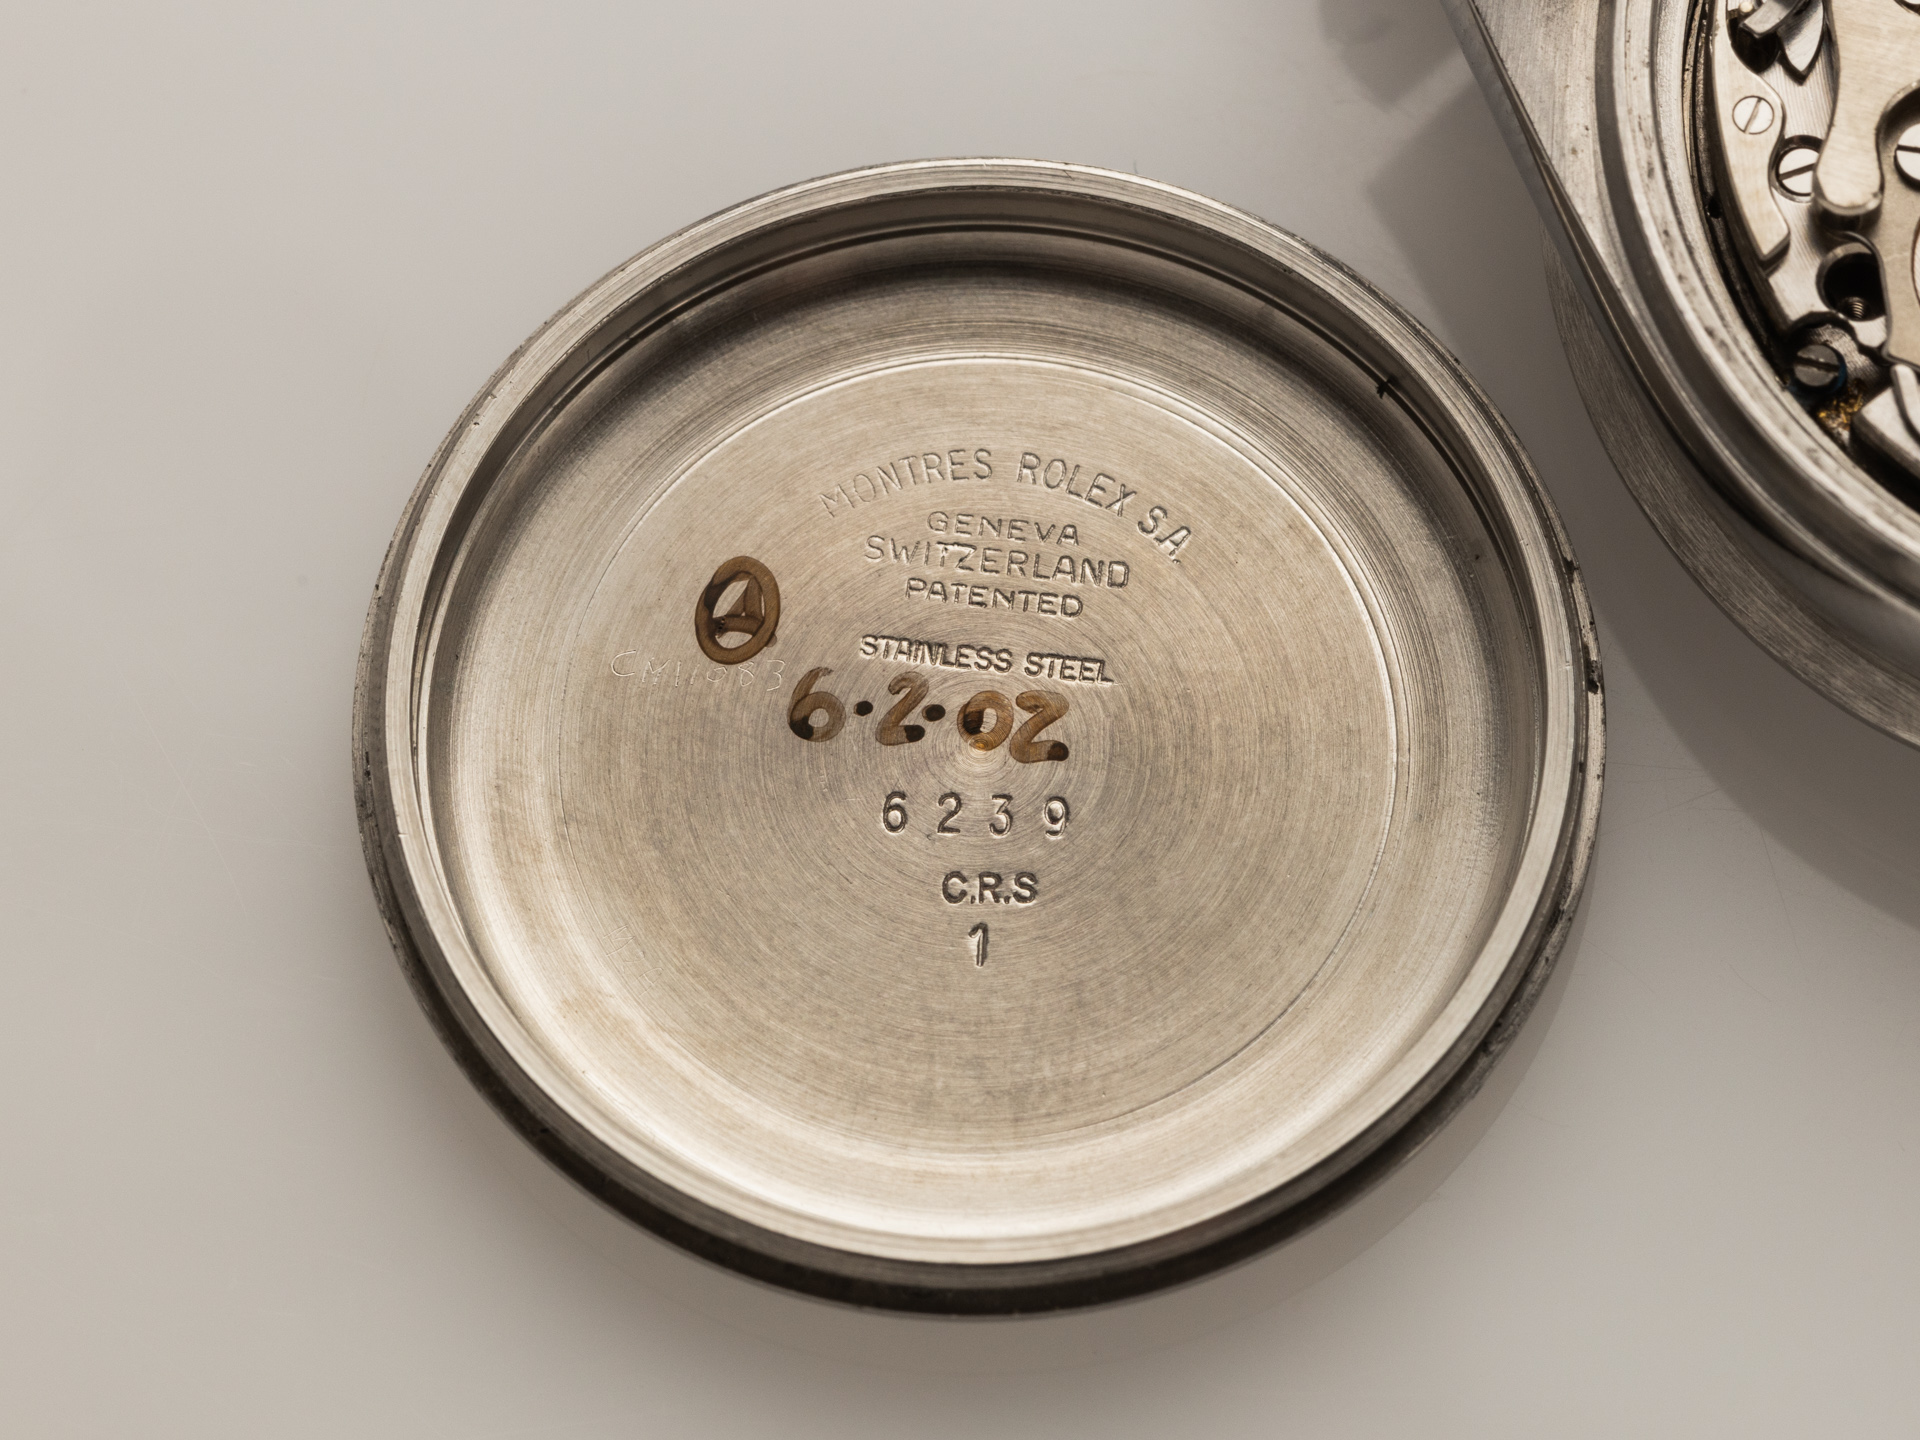 MONTRES ROLEX S.A.
GENEVA
SWITZERLAND
PATENTED
STAINLESS STEEL
6·2·02
6239
C.R.S
1